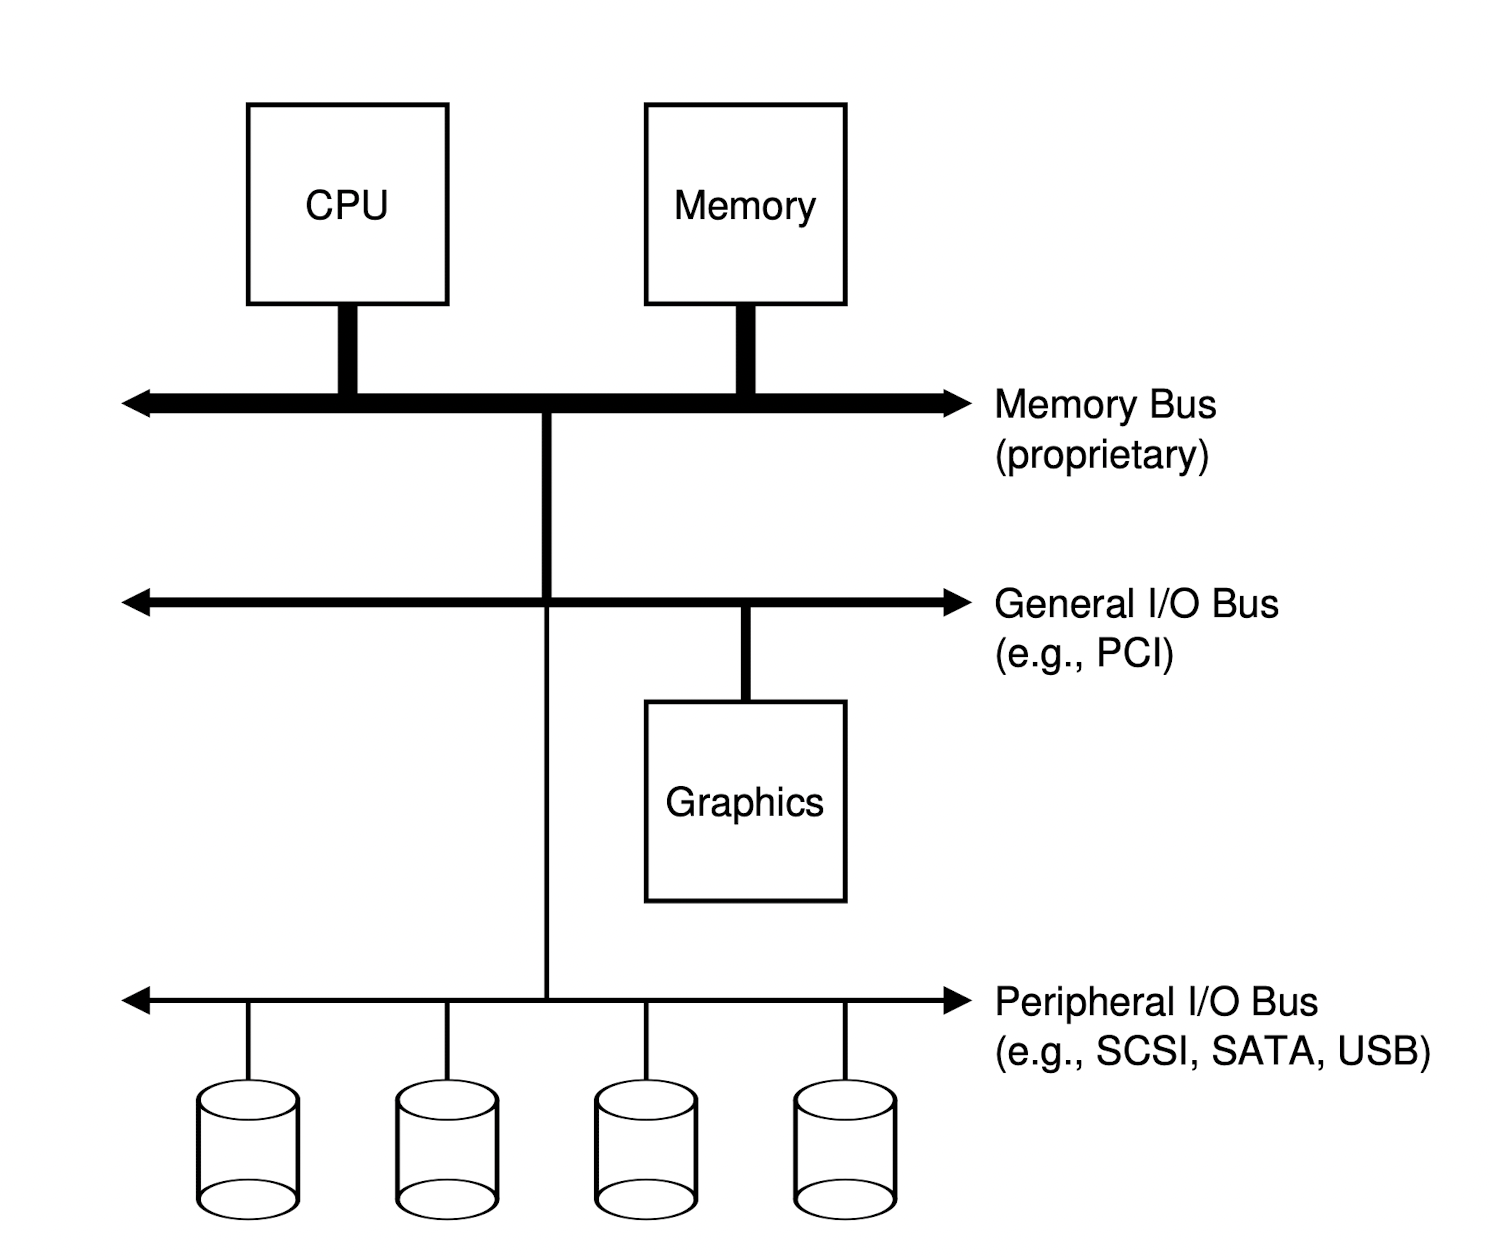 CPU
Memory
Memory Bus
(proprietary)
General I/O Bus
(e.g., PCI)
Graphics
Peripheral I/O Bus
(e.g., SCSI, SATA, USB)